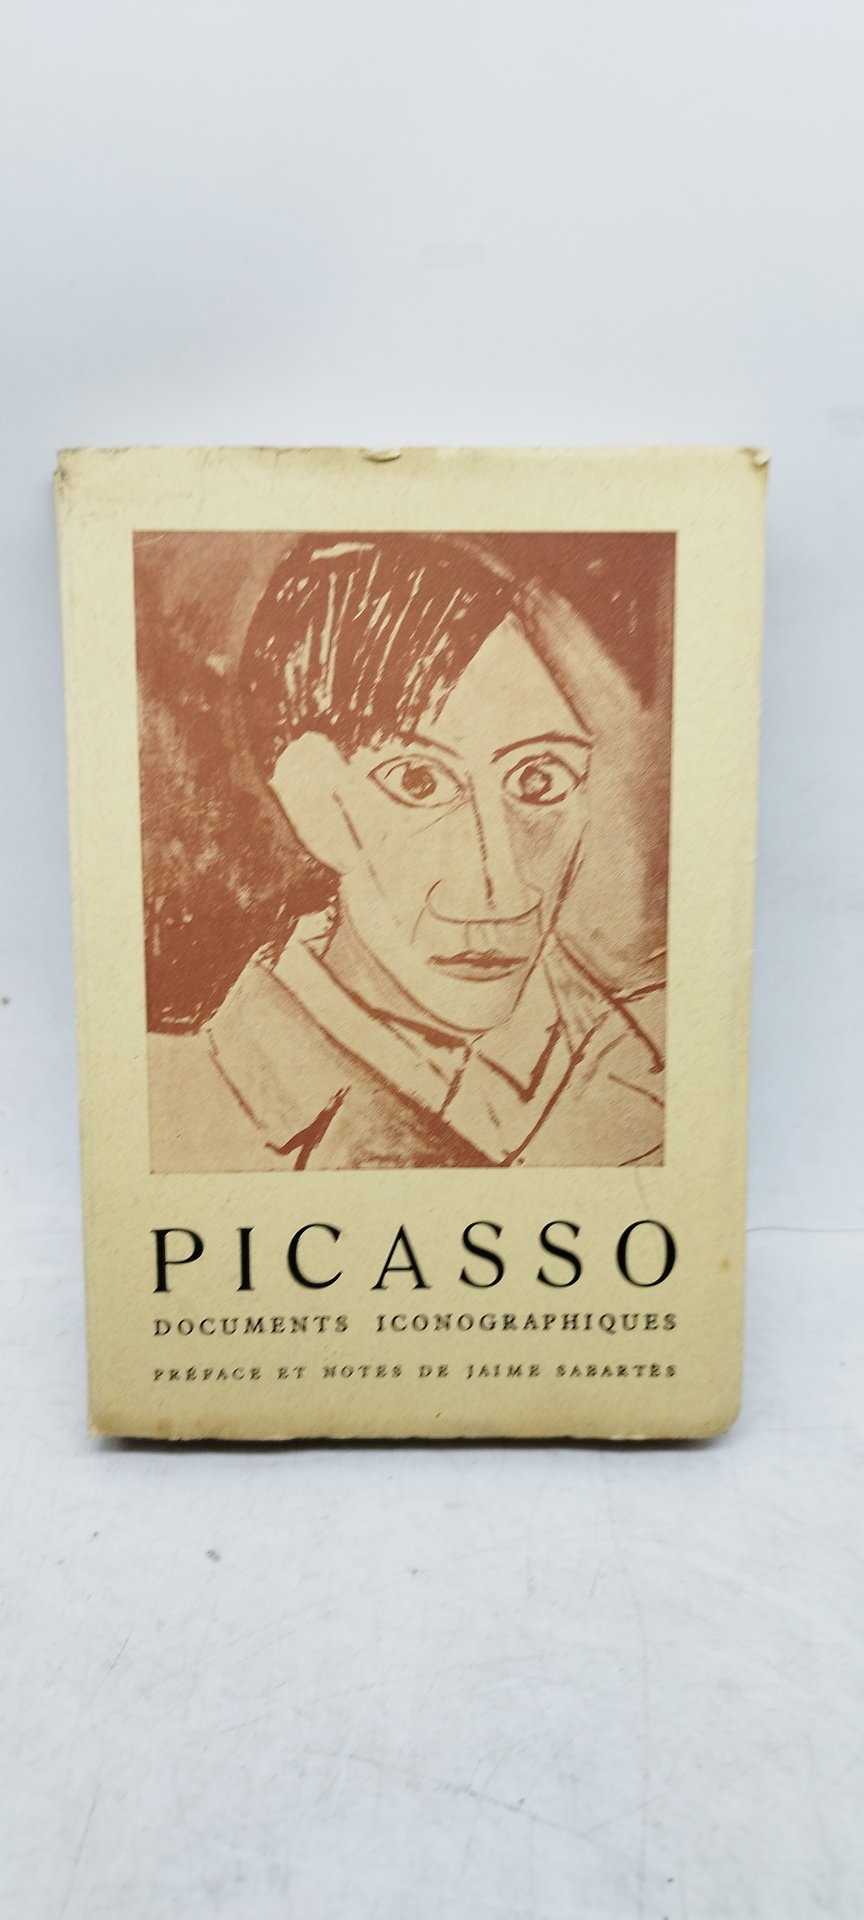 PICASSO
DOCUMENTS ICONOGRAPHIQUES
PRÉFACE ET NOTES DE JAIME SABARTÈS